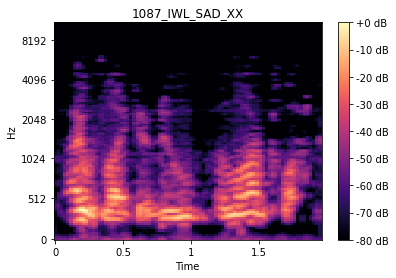 1087_IWL_SAD_XX
8192
4096
2048
1024
512
0
Hz
0
0.5
1
1.5
Time
+0 dB
-10 dB
-20 dB
-30 dB
-40 dB
-50 dB
-60 dB
-70 dB
-80 dB